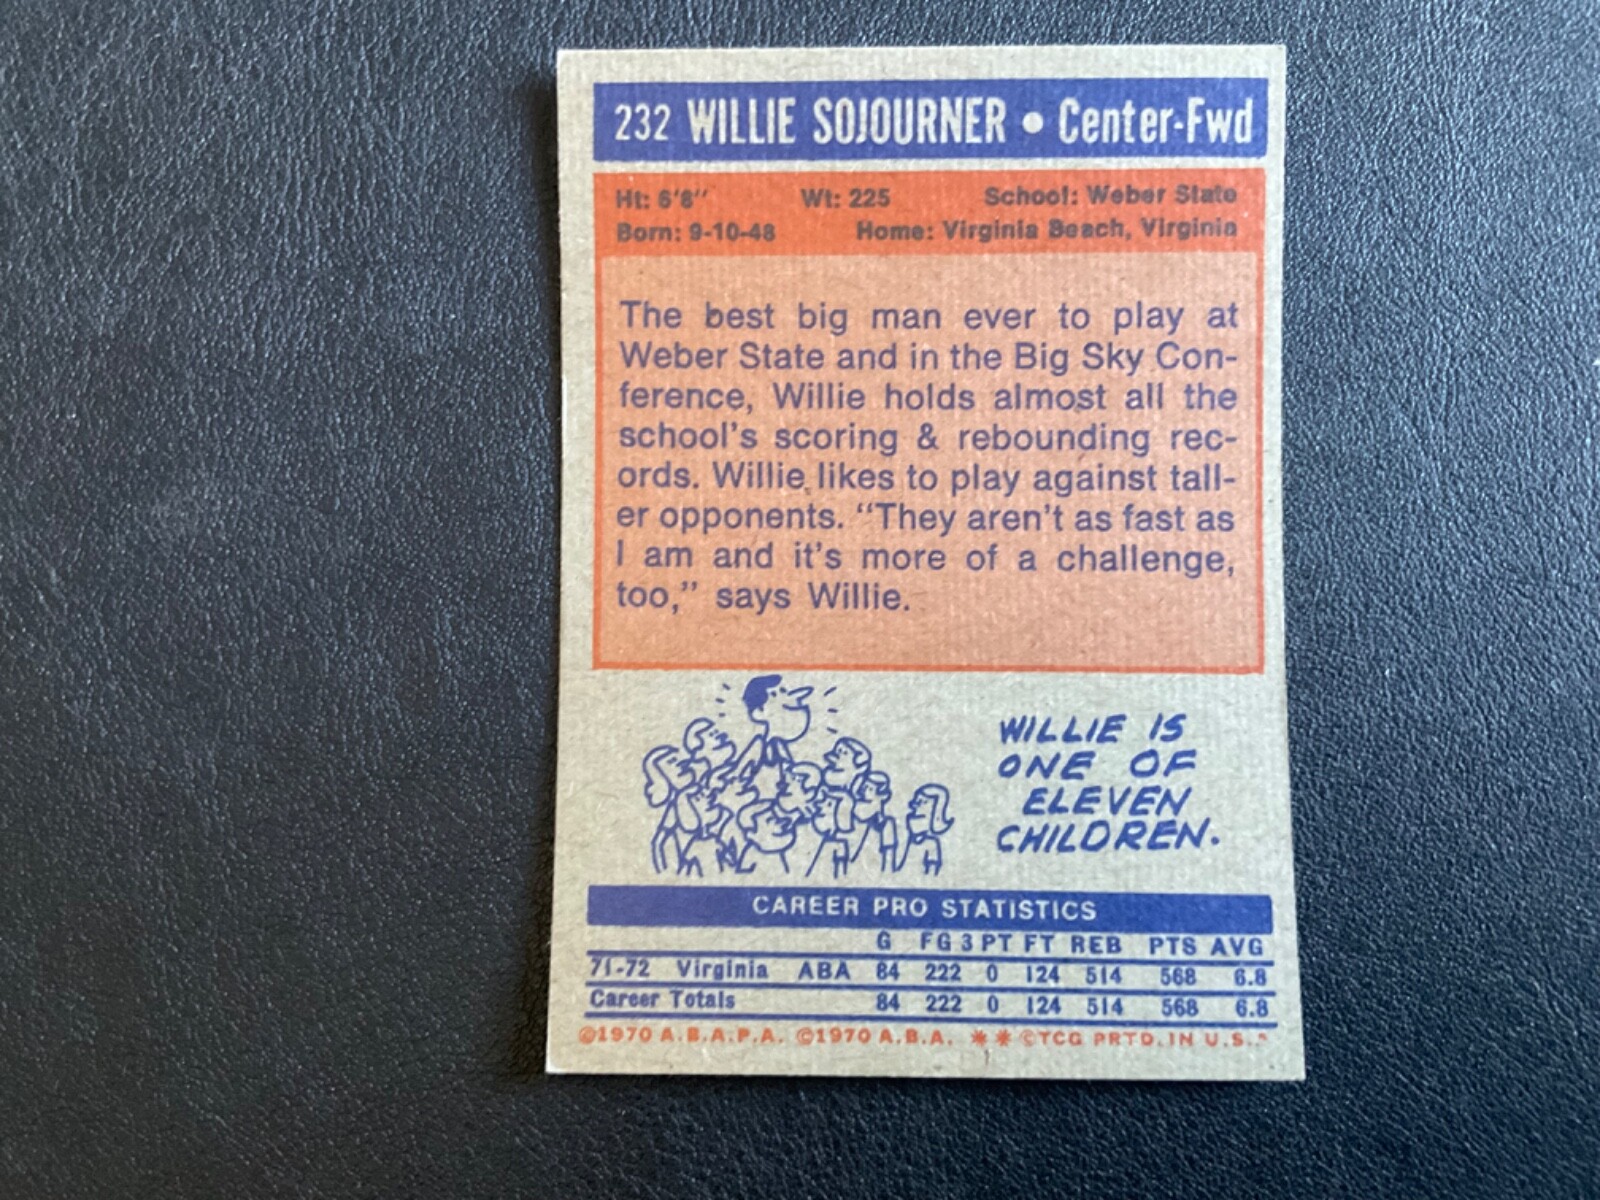 232 WILLIE SOJOURNER • Center-Fwd
Ht: 6'8" Wt: 225 School: Weber State
Born: 9-10-48 Home: Virginia Beach, Virginia
The best big man ever to play at
Weber State and in the Big Sky Con-
ference, Willie holds almost all the
school's scoring & rebounding rec-
ords. Willie likes to play against tall-
er opponents. "They aren't as fast as
I am and it's more of a challenge,
too," says Willie.
WILLIE IS
ONE OF
ELEVEN
CHILDREN.
CAREER PRO STATISTICS
G FG 3 PT FT REB PTS AVG
71-72 Virginia ABA 84 222 0 124 514 568 6.8
Career Totals 84 222 0 124 514 568 6.8
©1970 A.B.A.P.A. ©1970 A.B.A. ** ©TCG PRTD. IN U.S.